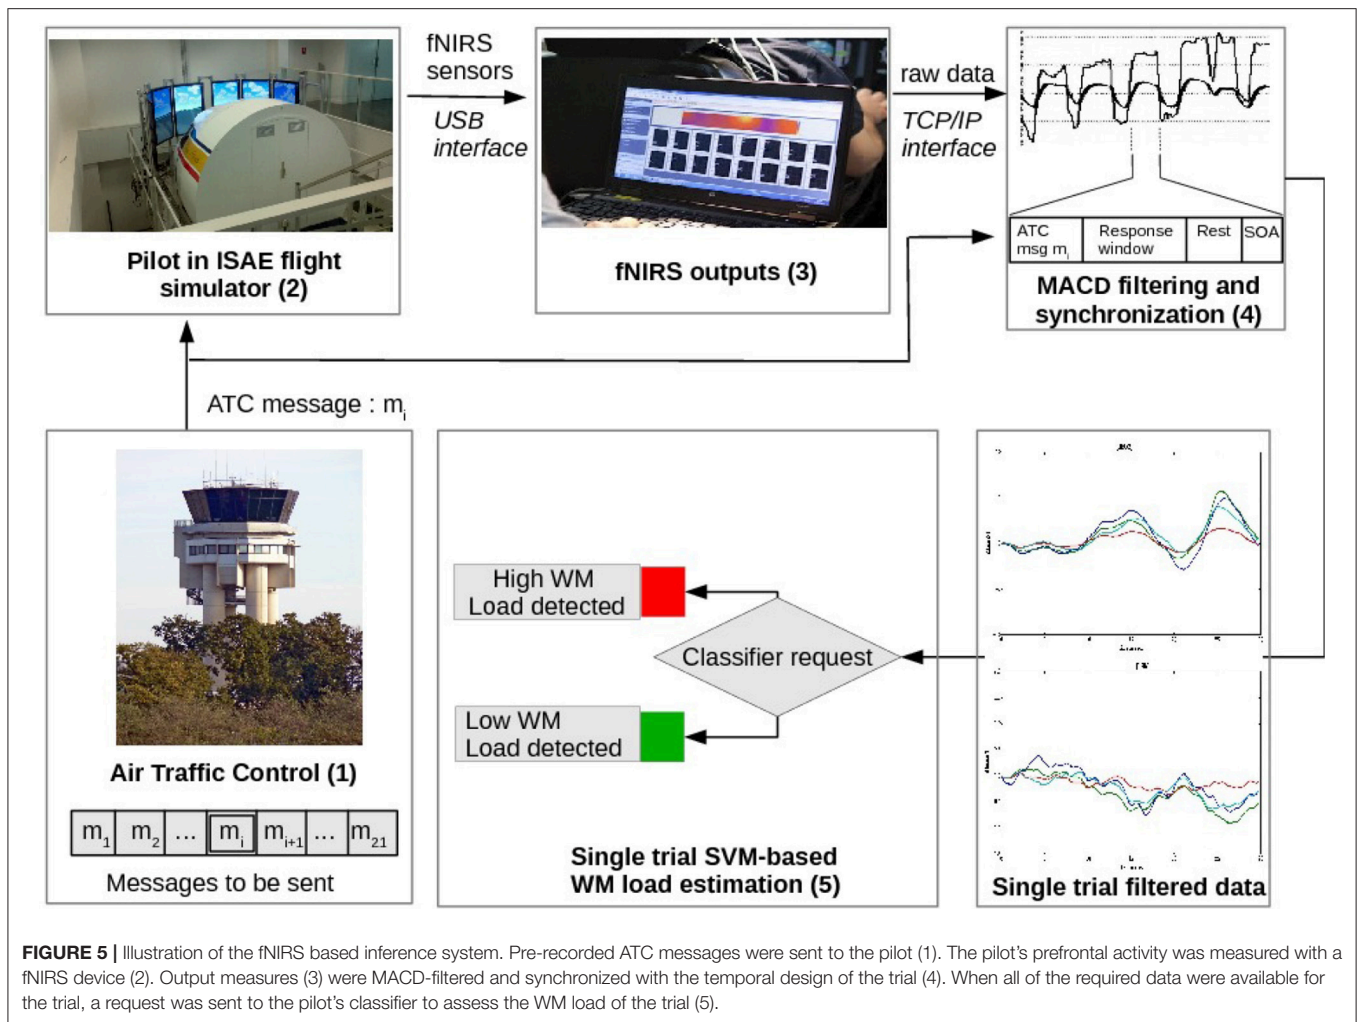 fNIRS
sensors
USB
interface
raw data
TCP/IP
interface
ATC
msg mi
Response
window
Rest
SOA
Pilot in ISAE flight
simulator (2)
fNIRS outputs (3)
MACD filtering and
synchronization (4)
ATC message : mi
High WM
Load detected
Classifier request
Low WM
Load detected
Air Traffic Control (1)
m1 m2 ... mi mi+1 ... m21
Messages to be sent
Single trial SVM-based
WM load estimation (5)
Single trial filtered data
FIGURE 5 | Illustration of the fNIRS based inference system. Pre-recorded ATC messages were sent to the pilot (1). The pilot's prefrontal activity was measured with a
fNIRS device (2). Output measures (3) were MACD-filtered and synchronized with the temporal design of the trial (4). When all of the required data were available for
the trial, a request was sent to the pilot's classifier to assess the WM load of the trial (5).